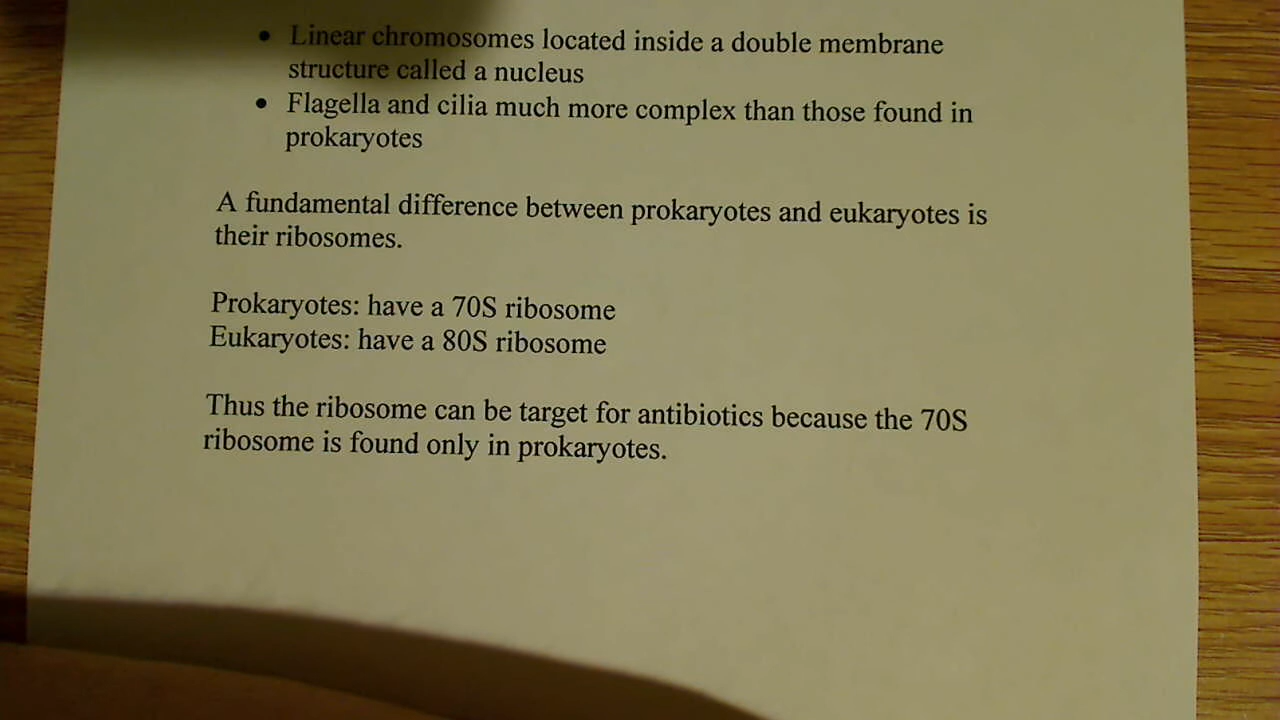 • Linear chromosomes located inside a double membrane
structure called a nucleus
• Flagella and cilia much more complex than those found in
prokaryotes
A fundamental difference between prokaryotes and eukaryotes is
their ribosomes.
Prokaryotes: have a 70S ribosome
Eukaryotes: have a 80S ribosome
Thus the ribosome can be target for antibiotics because the 70S
ribosome is found only in prokaryotes.